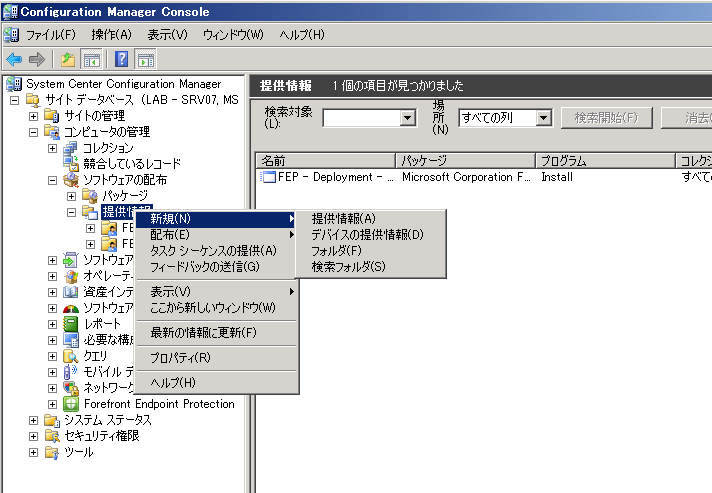 Configuration Manager Console
ファイル(F) 操作(A) 表示(V) ウィンドウ(W) ヘルプ(H)
System Center Configuration Manager
サイト データベース (LAB - SRV07, MS
サイトの管理
コンピュータの管理
コレクション
競合しているレコード
ソフトウェアの配布
パッケージ
提供情報
FE
FE
ソフトウェア
オペレーティ
資産インテ
ソフトウェア
レポート
必要な構成
クエリ
モバイル デ
ネットワーク
Forefront Endpoint Protection
システム ステータス
セキュリティ権限
ツール
新規(N)
配布(E)
タスク シーケンスの提供(A)
フィードバックの送信(G)
表示(V)
ここから新しいウィンドウ(W)
最新の情報に更新(F)
プロパティ(R)
ヘルプ(H)
提供情報(A)
デバイスの提供情報(D)
フォルダ(F)
検索フォルダ(S)
提供情報 1 個の項目が見つかりました
検索対象(L): 場所(N) すべての列 検索開始(F) 消去(
名前 パッケージ プログラム コレクシ
FEP - Deployment - ... Microsoft Corporation F... Install すべて